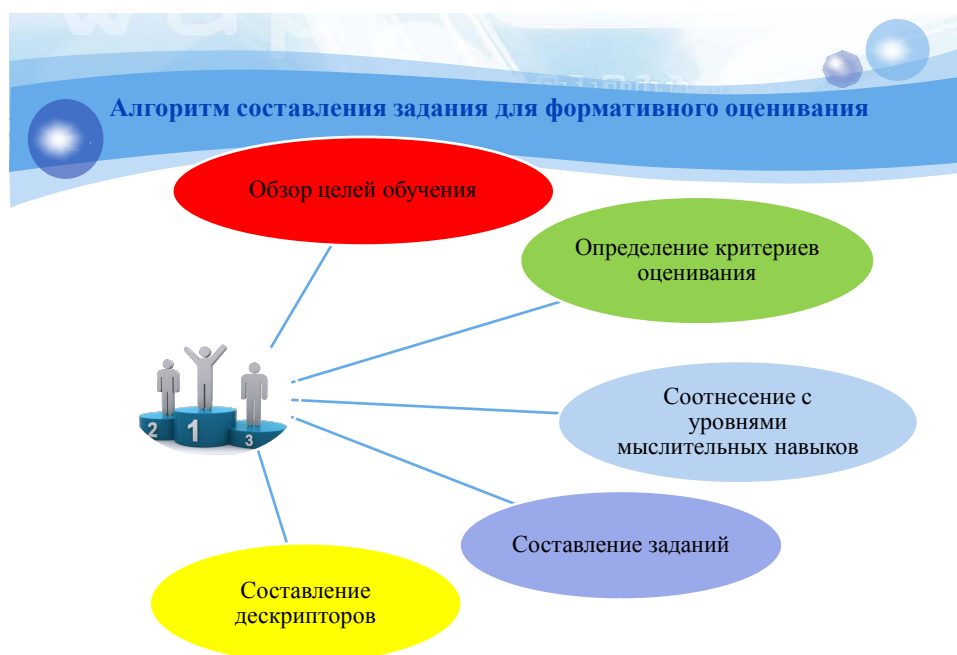 Алгоритм составления задания для формативного оценивания
Обзор целей обучения
Определение критериев
оценивания
Соотнесение с
уровнями
мыслительных навыков
Составление заданий
Составление
дескрипторов
2 1 3